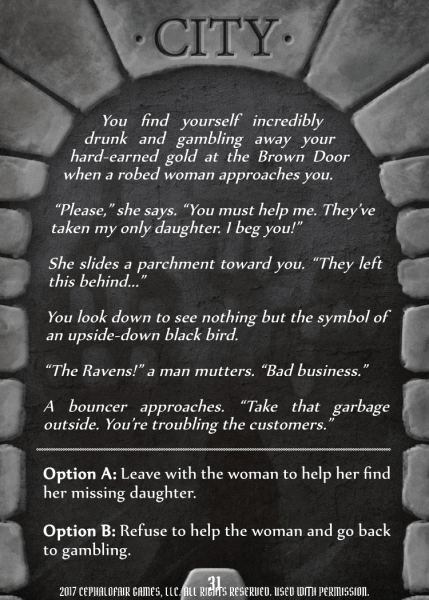 · CITY ·
You find yourself incredibly
drunk and gambling away your
hard-earned gold at the Brown Door
when a robed woman approaches you.
“Please,” she says. “You must help me. They’ve
taken my only daughter. I beg you!”
She slides a parchment toward you. “They left
this behind...”
You look down to see nothing but the symbol of
an upside-down black bird.
“The Ravens!” a man mutters. “Bad business.”
A bouncer approaches. “Take that garbage
outside. You’re troubling the customers.”
Option A: Leave with the woman to help her find
her missing daughter.
Option B: Refuse to help the woman and go back
to gambling.
31
2017 CEPHALOFAIR GAMES, LLC. ALL RIGHTS RESERVED. USED WITH PERMISSION.